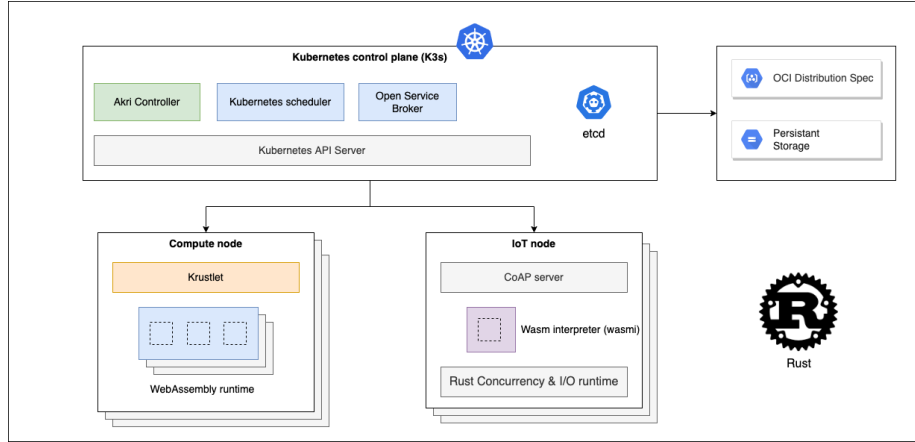 Kubernetes control plane (K3s)
Akri Controller
Kubernetes scheduler
Open Service
Broker
etcd
Kubernetes API Server
OCI Distribution Spec
Persistant
Storage
Compute node
Krustlet
WebAssembly runtime
IoT node
CoAP server
Wasm interpreter (wasmi)
Rust Concurrency & I/O runtime
R
Rust